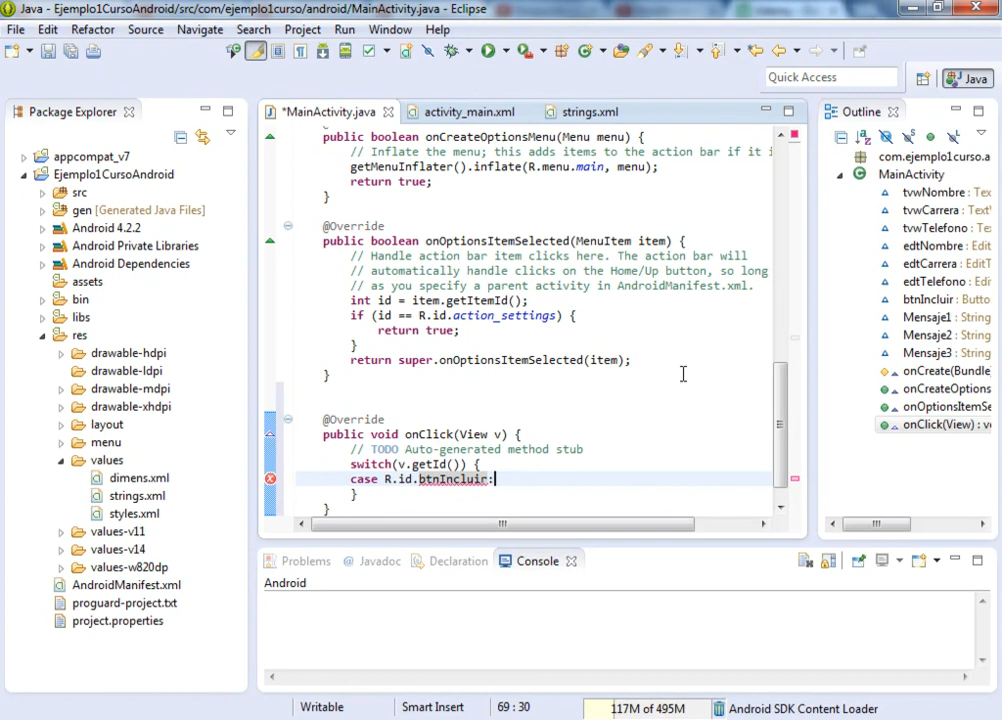 Java - Ejemplo1CursoAndroid/src/com/ejemplo1curso/android/MainActivity.java - Eclipse
File Edit Refactor Source Navigate Search Project Run Window Help
Quick Access
Java
Package Explorer
appcompat_v7
Ejemplo1CursoAndroid
src
gen [Generated Java Files]
Android 4.2.2
Android Private Libraries
Android Dependencies
assets
bin
libs
res
drawable-hdpi
drawable-ldpi
drawable-mdpi
drawable-xhdpi
layout
menu
values
dimens.xml
strings.xml
styles.xml
values-v11
values-v14
values-w820dp
AndroidManifest.xml
proguard-project.txt
project.properties
*MainActivity.java activity_main.xml strings.xml
public boolean onCreateOptionsMenu(Menu menu) {
// Inflate the menu; this adds items to the action bar if it i
getMenuInflater().inflate(R.menu.main, menu);
return true;
}
@Override
public boolean onOptionsItemSelected(MenuItem item) {
// Handle action bar item clicks here. The action bar will
// automatically handle clicks on the Home/Up button, so long
// as you specify a parent activity in AndroidManifest.xml.
int id = item.getItemId();
if (id == R.id.action_settings) {
return true;
}
return super.onOptionsItemSelected(item);
}
@Override
public void onClick(View v) {
// TODO Auto-generated method stub
switch(v.getId()) {
case R.id.btnIncluir:
}
}
Outline
com.ejemplo1curso.a
MainActivity
tvwNombre : Text
tvwCarrera : Text
tvwTelefono : Text
edtNombre : EditT
edtCarrera : EditTe
edtTelefono : EditT
btnIncluir : Butto
Mensaje1 : String
Mensaje2 : String
Mensaje3 : String
onCreate(Bundle)
onCreateOptions
onOptionsItemSe
onClick(View) : v
Problems Javadoc Declaration Console
Android
Writable Smart Insert 69 : 30 117M of 495M Android SDK Content Loader